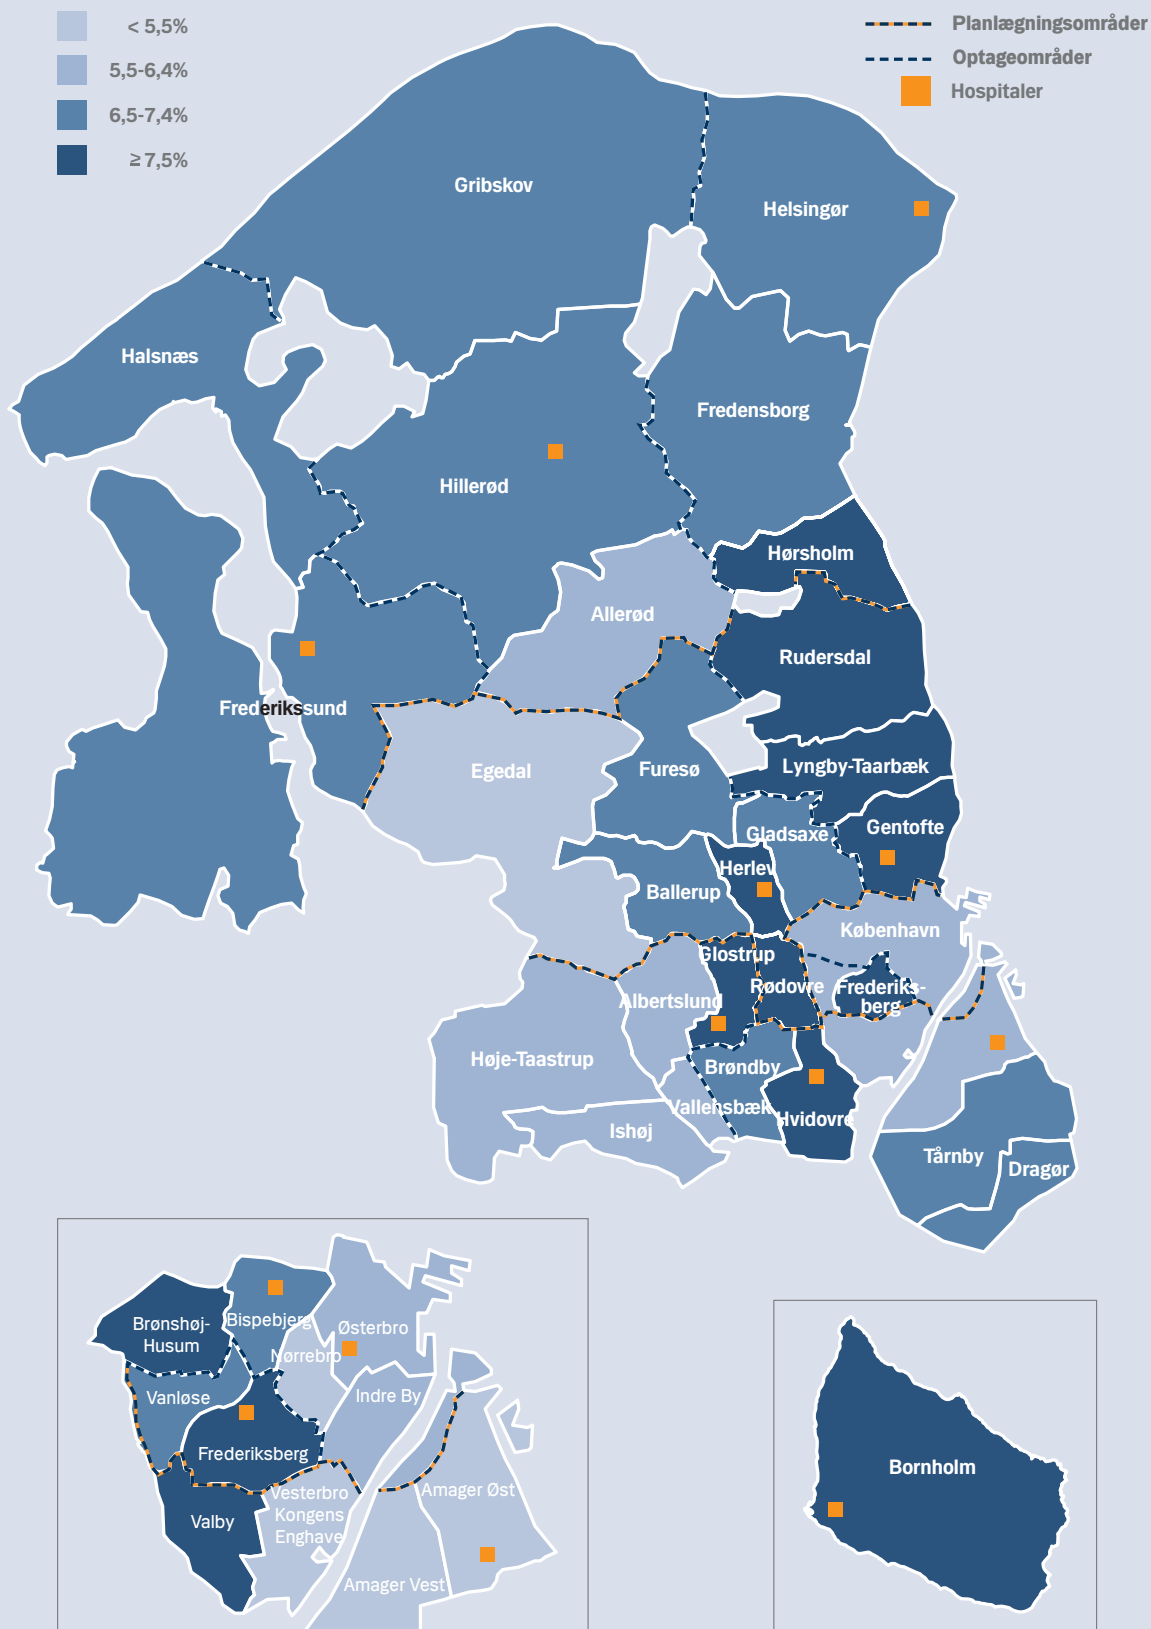 < 5,5%
5,5-6,4%
6,5-7,4%
≥ 7,5%
Planlægningsområder
Optageområder
Hospitaler
Gribskov
Helsingør
Halsnæs
Fredensborg
Hillerød
Hørsholm
Allerød
Rudersdal
Frederikssund
Egedal
Furesø
Lyngby-Taarbæk
Gladsaxe
Gentofte
Herlev
Ballerup
København
Glostrup
Rødovre
Frederiks-
berg
Albertslund
Høje-Taastrup
Brøndby
Vallensbæk
Hvidovre
Ishøj
Tårnby
Dragør
Brønshøj-
Husum
Bispebjerg
Østerbro
Nørrebro
Vanløse
Indre By
Frederiksberg
Valby
Vesterbro
Kongens
Enghave
Amager Øst
Amager Vest
Bornholm